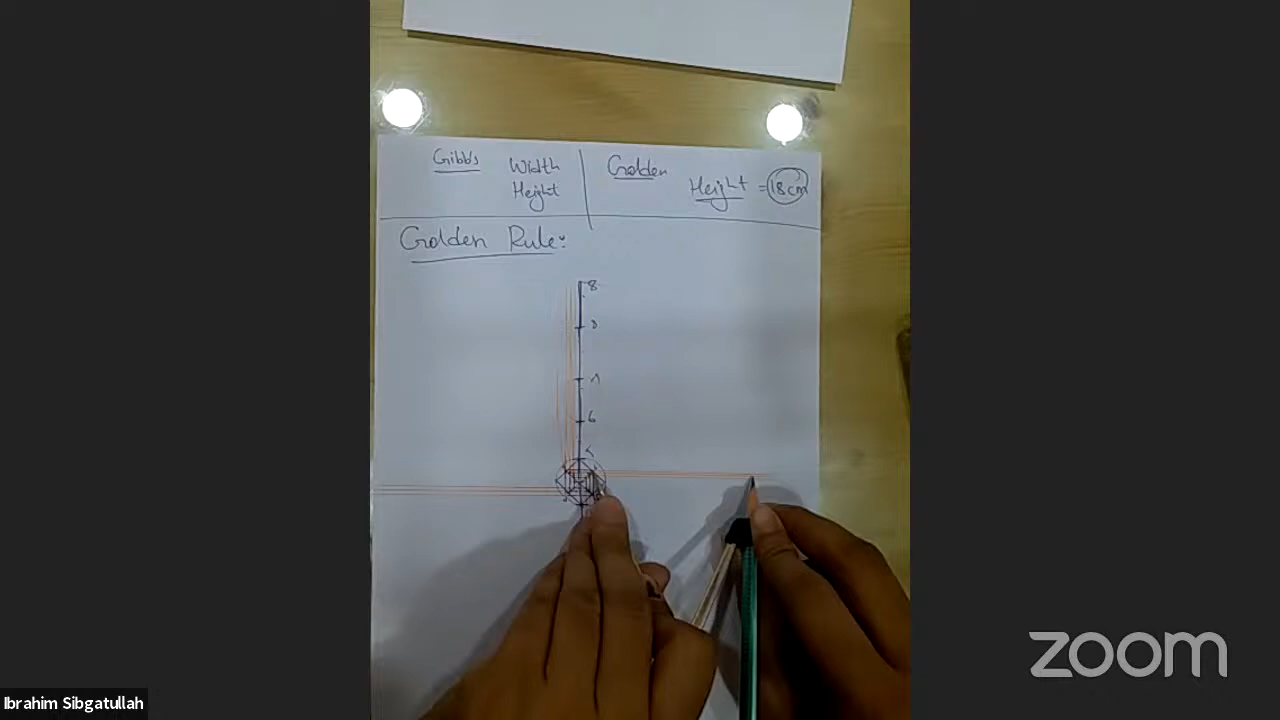 Gibbs Width
Height
Golden
Height = 18cm
Golden Rule:
8
6
zoom
Ibrahim Sibgatullah